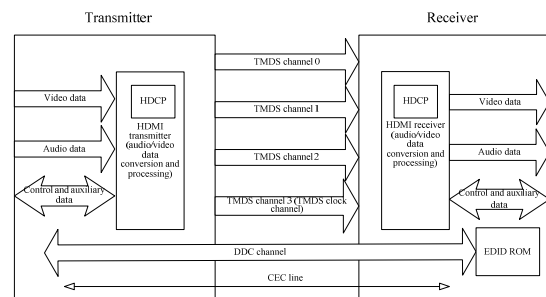 Transmitter
Receiver
TMDS channel 0
HDCP
HDCP
Video data
Video data
TMDS channel 1
HDMI
transmitter
(audio/video
data
conversion and
processing)
HDMI receiver
(audio/video
data
conversion and
processing)
Audio data
Audio data
TMDS channel 2
Control and auxiliary
data
TMDS channel 3 (TMDS clock
channel)
Control and auxiliary
data
DDC channel
EDID ROM
CEC line